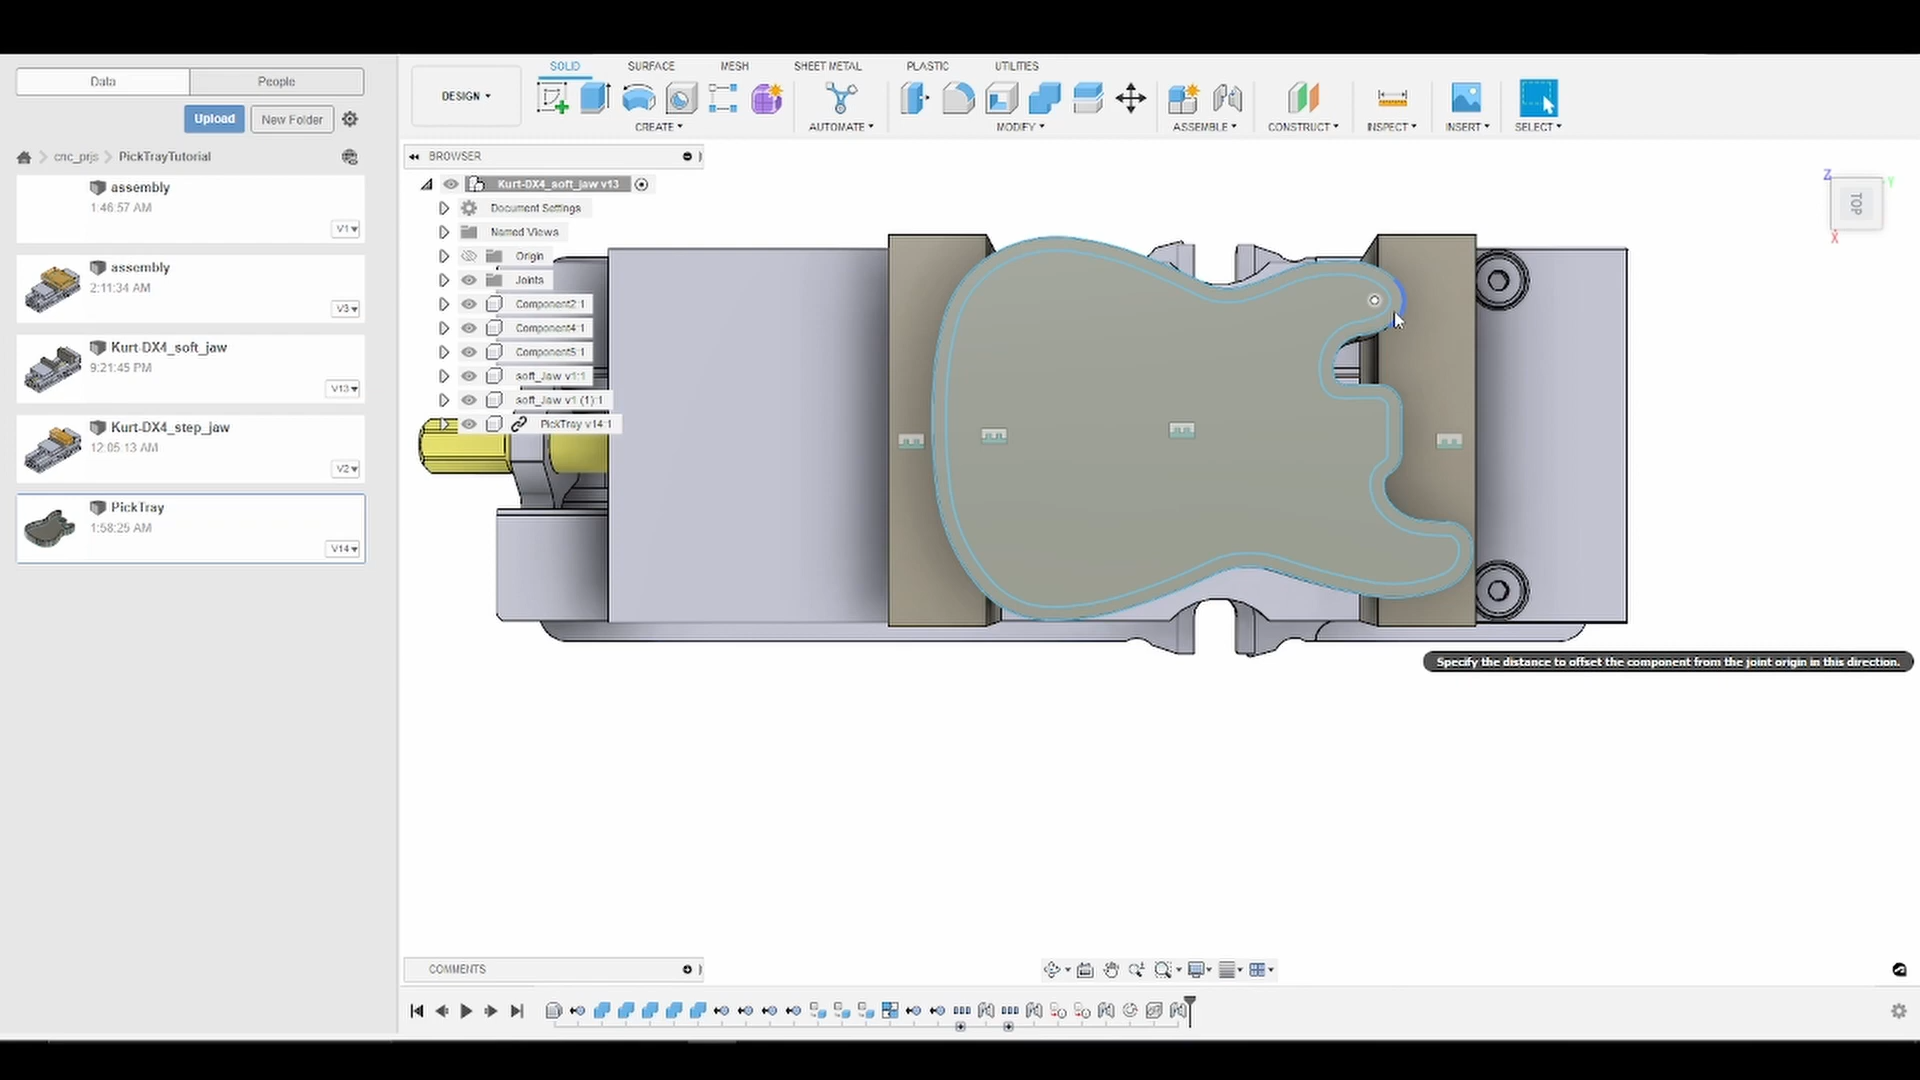 Data People
Upload New Folder
cnc_prjs PickTrayTutorial
assembly
1:46:57 AM
V1
assembly
2:11:34 AM
V3
Kurt-DX4_soft_jaw
9:21:45 PM
V13
Kurt-DX4_step_jaw
12:05:13 AM
V2
PickTray
1:58:25 AM
V14
DESIGN
SOLID SURFACE MESH SHEET METAL PLASTIC UTILITIES
CREATE AUTOMATE MODIFY ASSEMBLE CONSTRUCT INSPECT INSERT SELECT
BROWSER
Kurt-DX4_soft_jaw v13
Document Settings
Named Views
Origin
Joints
Component2:1
Component4:1
Component5:1
soft_Jaw v1:1
soft_Jaw v1 (1):1
PickTray v14:1
Z Y
TOP
X
Specify the distance to offset the component from the joint origin in this direction.
COMMENTS